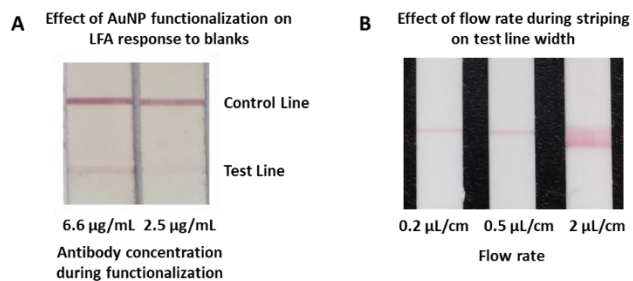 A
Effect of AuNP functionalization on
LFA response to blanks
Control Line
Test Line
6.6 µg/mL 2.5 µg/mL
Antibody concentration
during functionalization
B
Effect of flow rate during striping
on test line width
0.2 µL/cm 0.5 µL/cm 2 µL/cm
Flow rate